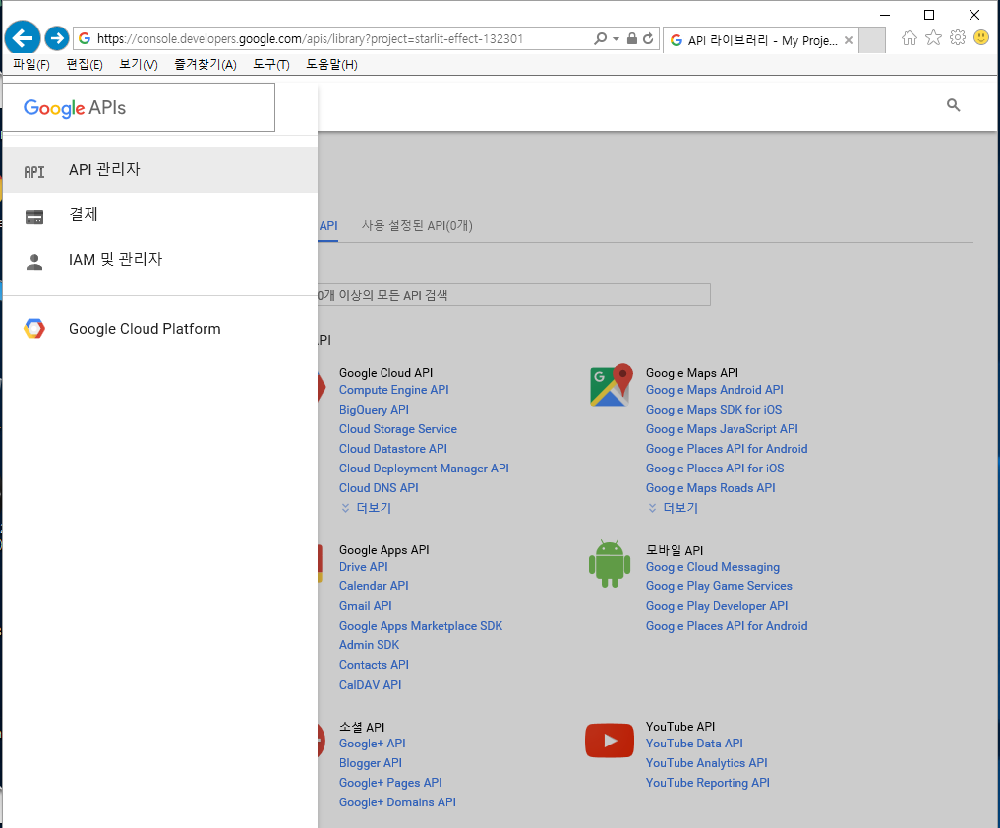 https://console.developers.google.com/apis/library?project=starlit-effect-132301
API 라이브러리 - My Proje...
파일(F) 편집(E) 보기(V) 즐겨찾기(A) 도구(T) 도움말(H)
Google APIs
API API 관리자
결제
IAM 및 관리자
Google Cloud Platform
API 사용 설정된 API(0개)
0개 이상의 모든 API 검색
PI
Google Cloud API
Compute Engine API
BigQuery API
Cloud Storage Service
Cloud Datastore API
Cloud Deployment Manager API
Cloud DNS API
더보기
Google Maps API
Google Maps Android API
Google Maps SDK for iOS
Google Maps JavaScript API
Google Places API for Android
Google Places API for iOS
Google Maps Roads API
더보기
Google Apps API
Drive API
Calendar API
Gmail API
Google Apps Marketplace SDK
Admin SDK
Contacts API
CalDAV API
모바일 API
Google Cloud Messaging
Google Play Game Services
Google Play Developer API
Google Places API for Android
소셜 API
Google+ API
Blogger API
Google+ Pages API
Google+ Domains API
YouTube API
YouTube Data API
YouTube Analytics API
YouTube Reporting API